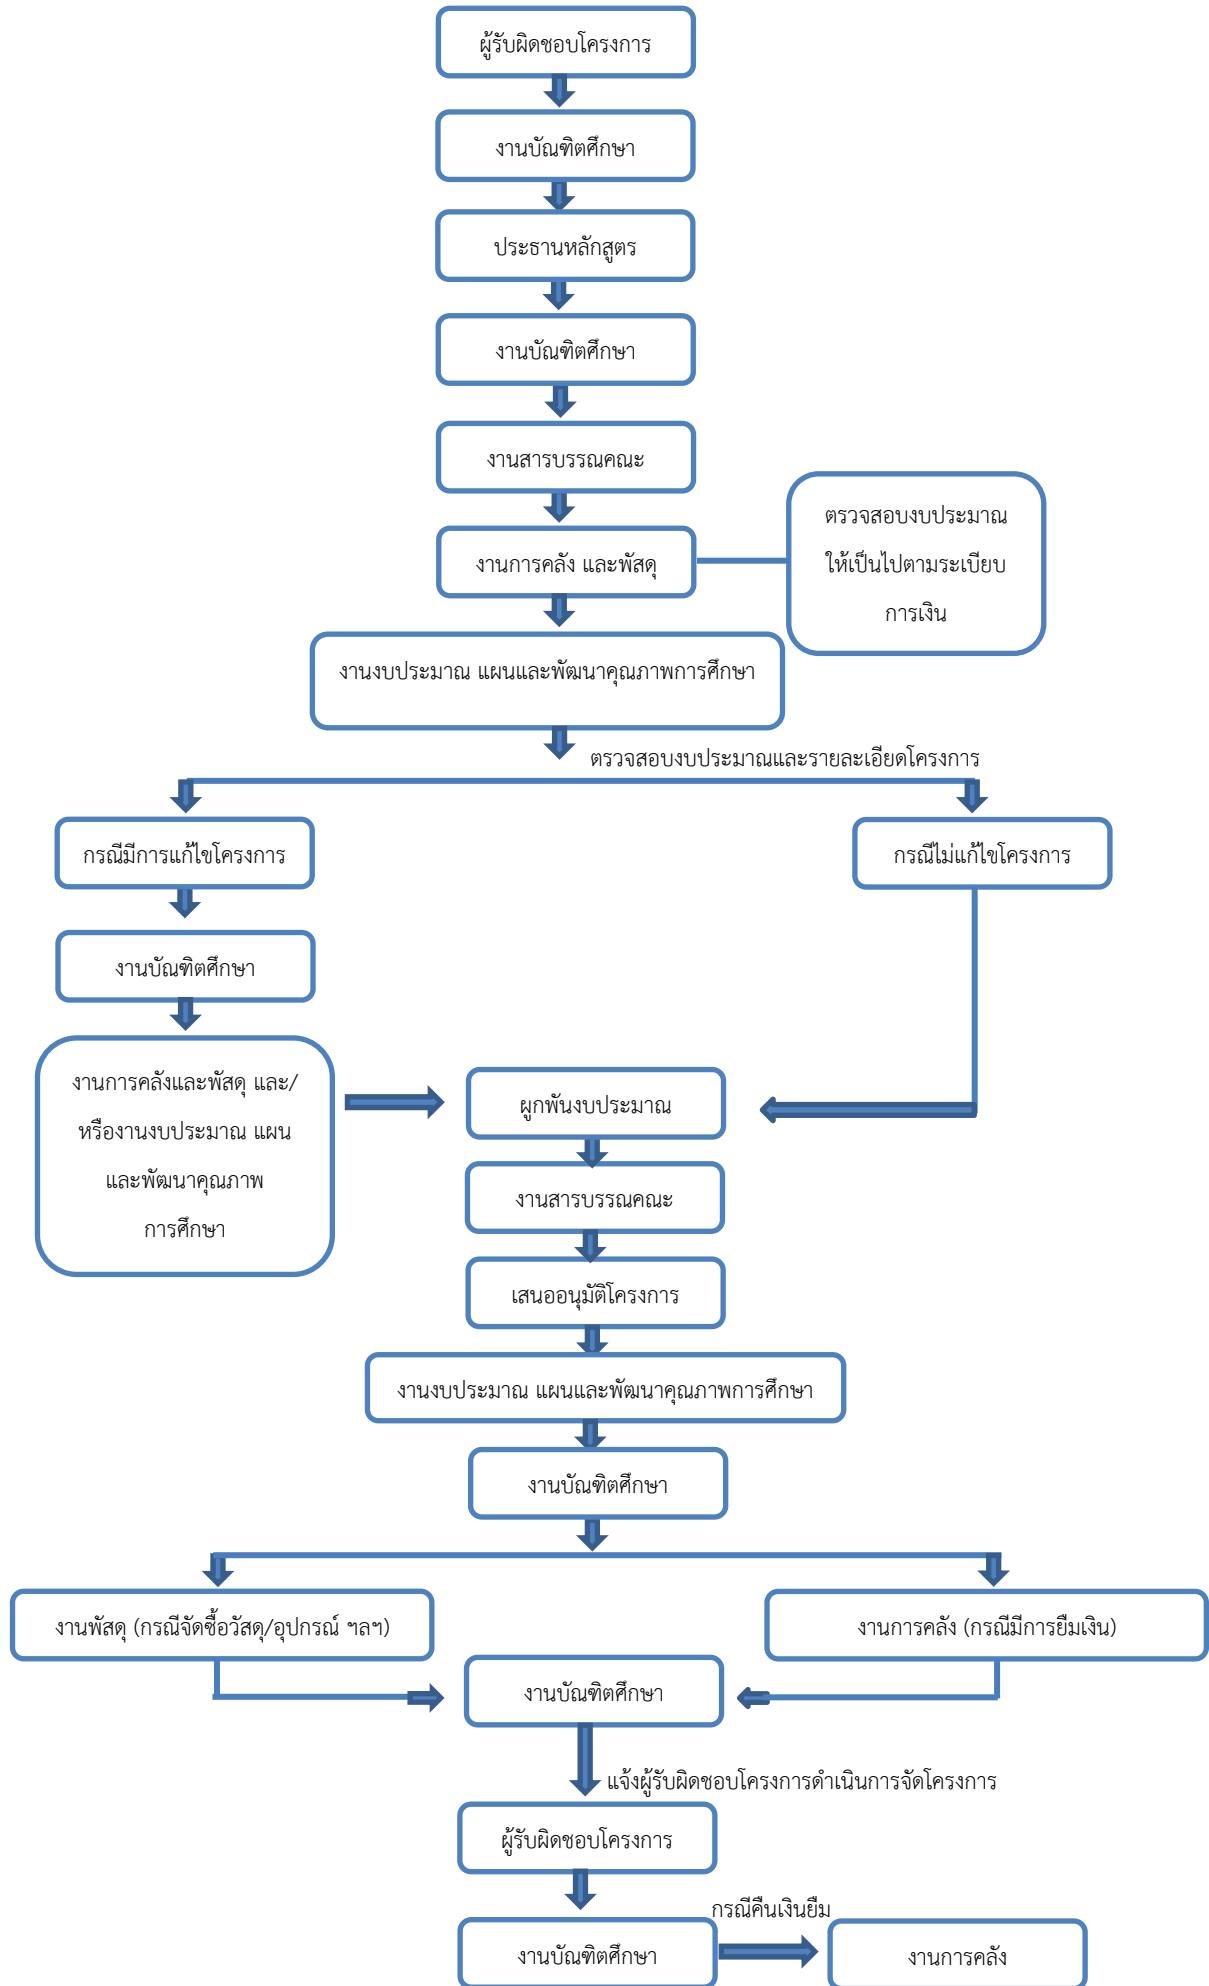 ผู้รับผิดชอบโครงการ
งานบัณฑิตศึกษา
ประธานหลักสูตร
งานบัณฑิตศึกษา
งานสารบรรณคณะ
งานการคลัง และพัสดุ
ตรวจสอบงบประมาณ
ให้เป็นไปตามระเบียบ
การเงิน
งานงบประมาณ แผนและพัฒนาคุณภาพการศึกษา
ตรวจสอบงบประมาณและรายละเอียดโครงการ
กรณีมีการแก้ไขโครงการ
กรณีไม่แก้ไขโครงการ
งานบัณฑิตศึกษา
งานการคลังและพัสดุ และ/
หรืองานงบประมาณ แผน
และพัฒนาคุณภาพ
การศึกษา
ผูกพันงบประมาณ
งานสารบรรณคณะ
เสนออนุมัติโครงการ
งานงบประมาณ แผนและพัฒนาคุณภาพการศึกษา
งานบัณฑิตศึกษา
งานพัสดุ (กรณีจัดซื้อวัสดุ/อุปกรณ์ ฯลฯ)
งานการคลัง (กรณีมีการยืมเงิน)
งานบัณฑิตศึกษา
แจ้งผู้รับผิดชอบโครงการดำเนินการจัดโครงการ
ผู้รับผิดชอบโครงการ
กรณีคืนเงินยืม
งานบัณฑิตศึกษา
งานการคลัง